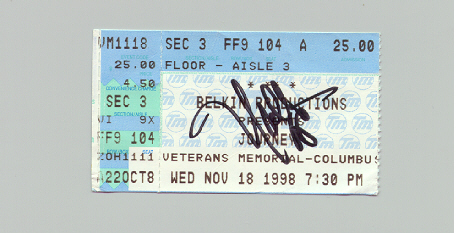 VM1118 SEC 3 FF9 104 A 25.00
25.00 FLOOR - AISLE 3
4.50 * * *
SEC 3 BELKIN PRODUCTIONS
VI 9X PRESENTS
FF9 104 JOURNEY
ZOH1111 VETERANS MEMORIAL-COLUMBUS
A22OCT8 WED NOV 18 1998 7:30 PM